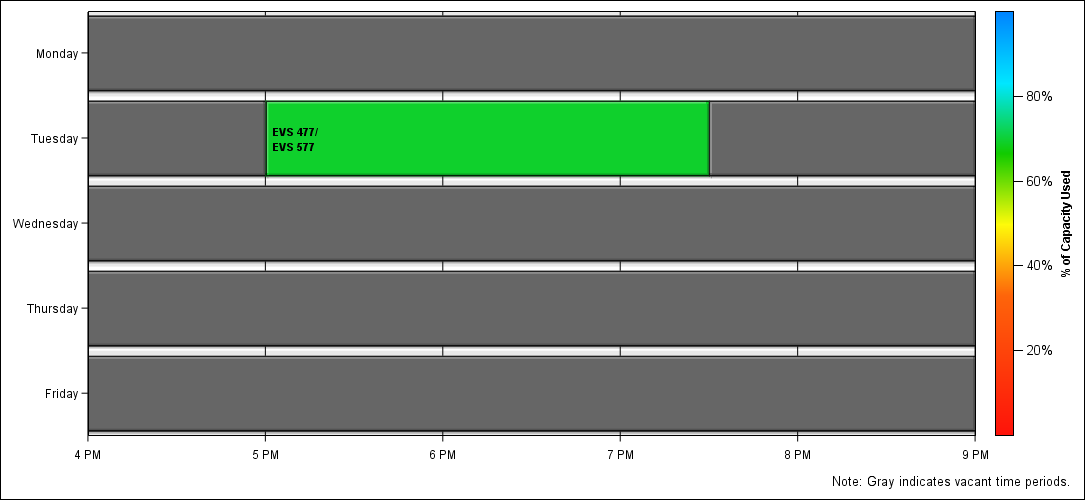 Monday
Tuesday
EVS 477/
EVS 577
Wednesday
Thursday
Friday
4 PM
5 PM
6 PM
7 PM
8 PM
9 PM
80%
60%
40%
20%
% of Capacity Used
Note: Gray indicates vacant time periods.